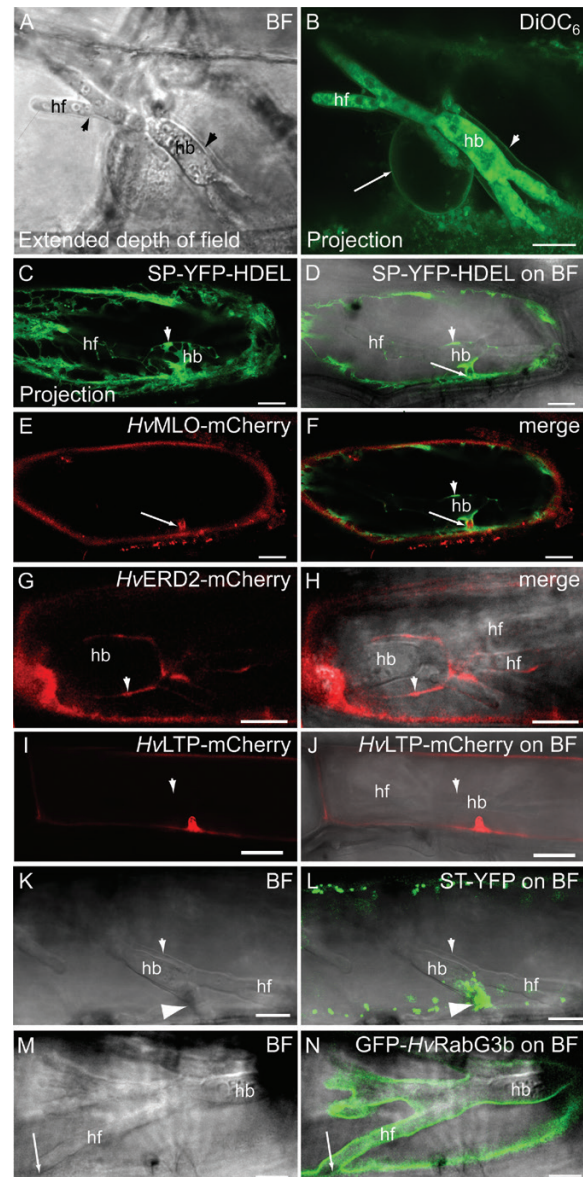 A BF
hf
hb
Extended depth of field
B DiOC6
hf
hb
Projection
C SP-YFP-HDEL
hf
hb
Projection
D SP-YFP-HDEL on BF
hf
hb
E HvMLO-mCherry
F merge
hb
G HvERD2-mCherry
hb
H merge
hf
hb hf
I HvLTP-mCherry
J HvLTP-mCherry on BF
hf hb
K BF
hb
hf
L ST-YFP on BF
hb
hf
M BF
hb
hf
N GFP-HvRabG3b on BF
hb
hf